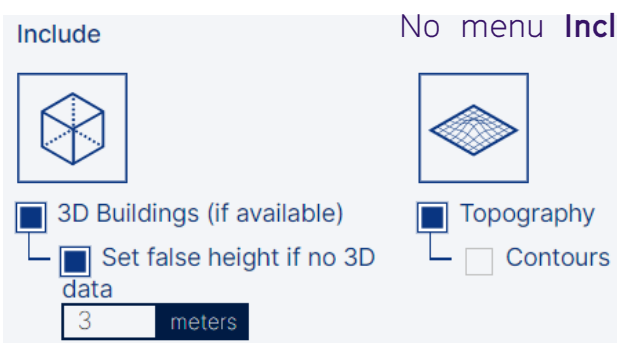 No menu Incl
Include
3D Buildings (if available)
Set false height if no 3D
data
3 meters
Topography
Contours